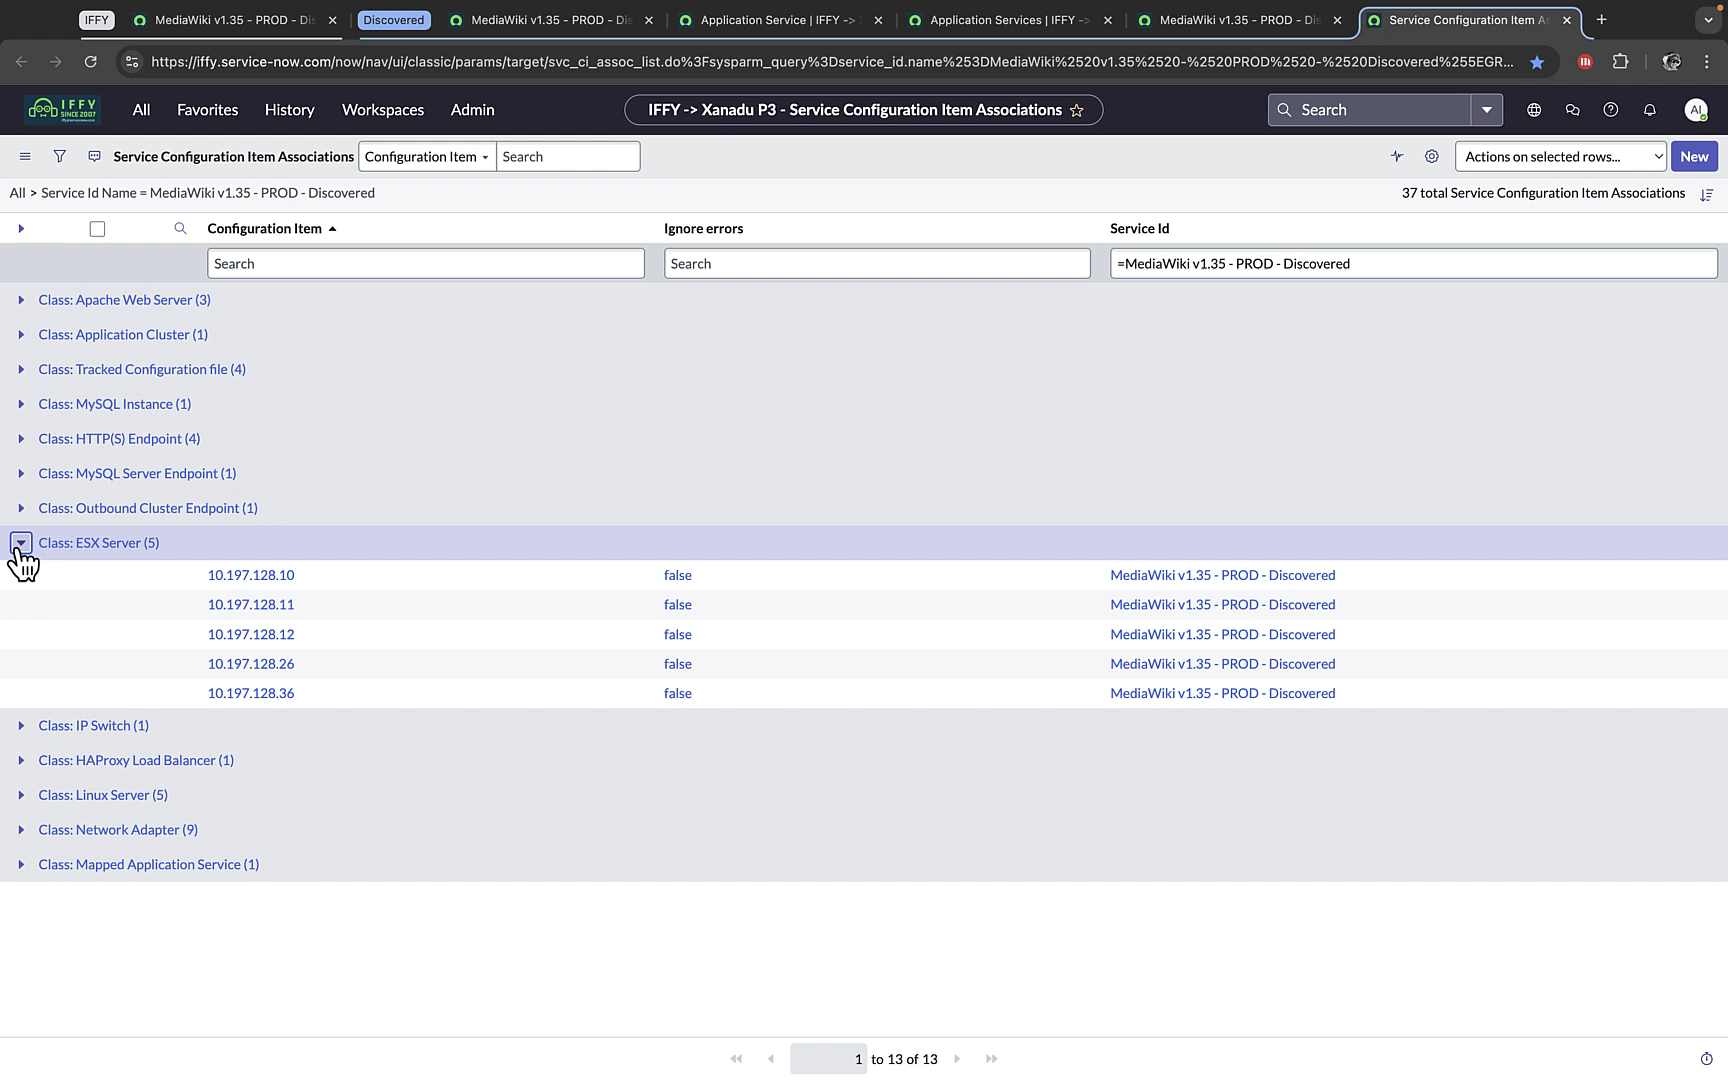 IFFY
MediaWiki v1.35 - PROD - Dis
Discovered
MediaWiki v1.35 - PROD - Dis
Application Service | IFFY ->
Application Services | IFFY ->
MediaWiki v1.35 - PROD - Dis
Service Configuration Item As
https://iffy.service-now.com/now/nav/ui/classic/params/target/svc_ci_assoc_list.do%3Fsysparm_query%3Dservice_id.name%253DMediaWiki%2520v1.35%2520-%2520PROD%2520-%2520Discovered%255EGR...
IFFY
SINCE 2007
All
Favorites
History
Workspaces
Admin
IFFY -> Xanadu P3 - Service Configuration Item Associations
Search
AI
Service Configuration Item Associations
Configuration Item
Search
Actions on selected rows...
New
All > Service Id Name = MediaWiki v1.35 - PROD - Discovered
37 total Service Configuration Item Associations
Configuration Item
Ignore errors
Service Id
Search
Search
=MediaWiki v1.35 - PROD - Discovered
Class: Apache Web Server (3)
Class: Application Cluster (1)
Class: Tracked Configuration file (4)
Class: MySQL Instance (1)
Class: HTTP(S) Endpoint (4)
Class: MySQL Server Endpoint (1)
Class: Outbound Cluster Endpoint (1)
Class: ESX Server (5)
10.197.128.10 false MediaWiki v1.35 - PROD - Discovered
10.197.128.11 false MediaWiki v1.35 - PROD - Discovered
10.197.128.12 false MediaWiki v1.35 - PROD - Discovered
10.197.128.26 false MediaWiki v1.35 - PROD - Discovered
10.197.128.36 false MediaWiki v1.35 - PROD - Discovered
Class: IP Switch (1)
Class: HAProxy Load Balancer (1)
Class: Linux Server (5)
Class: Network Adapter (9)
Class: Mapped Application Service (1)
1 to 13 of 13